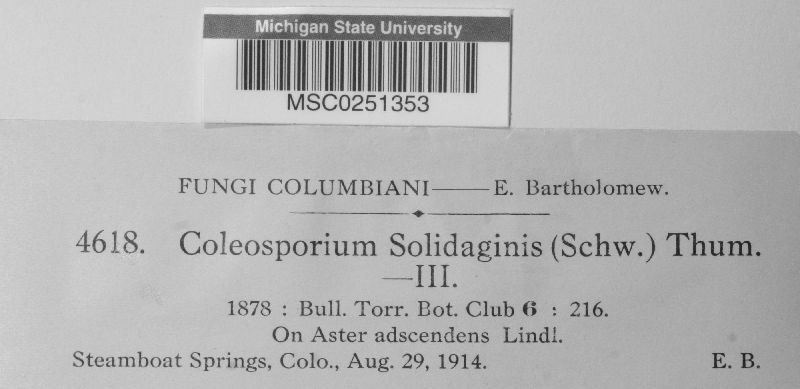 Michigan State University
MSC0251353
FUNGI COLUMBIANI——E. Bartholomew.
4618. Coleosporium Solidaginis (Schw.) Thum.
—III.
1878 : Bull. Torr. Bot. Club 6 : 216.
On Aster adscendens Lindl.
Steamboat Springs, Colo., Aug. 29, 1914. E. B.